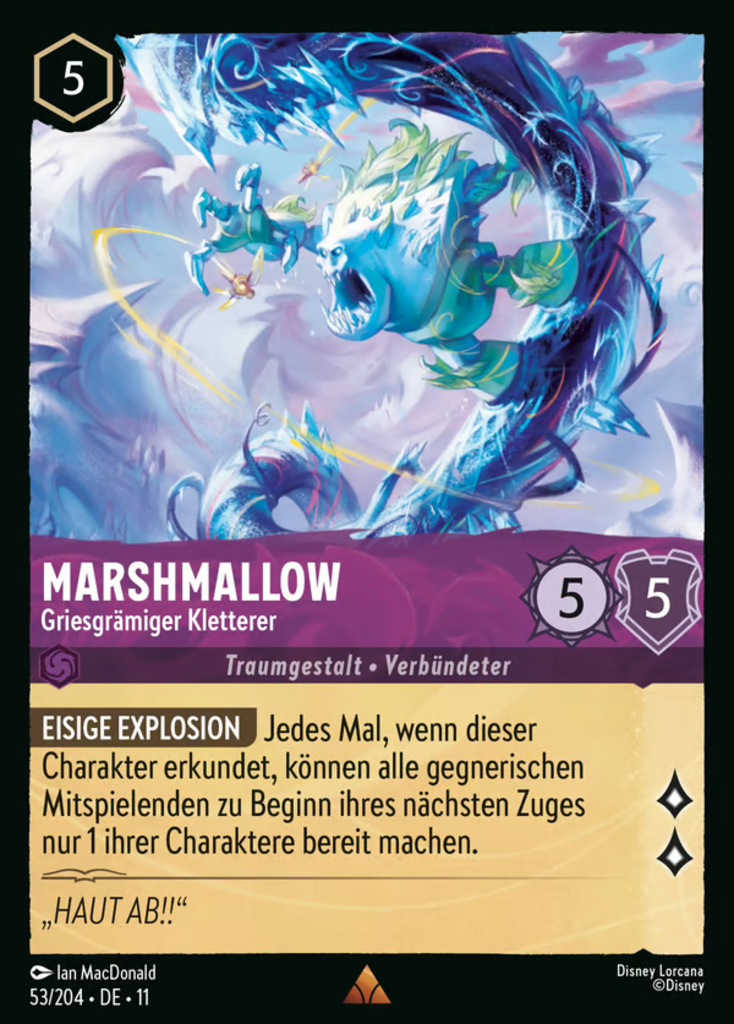 5
MARSHMALLOW
Griesgrämiger Kletterer
5
5
Traumgestalt • Verbündeter
EISIGE EXPLOSION Jedes Mal, wenn dieser
Charakter erkundet, können alle gegnerischen
Mitspielenden zu Beginn ihres nächsten Zuges
nur 1 ihrer Charaktere bereit machen.
„HAUT AB!!“
Ian MacDonald
53/204 • DE • 11
Disney Lorcana
©Disney